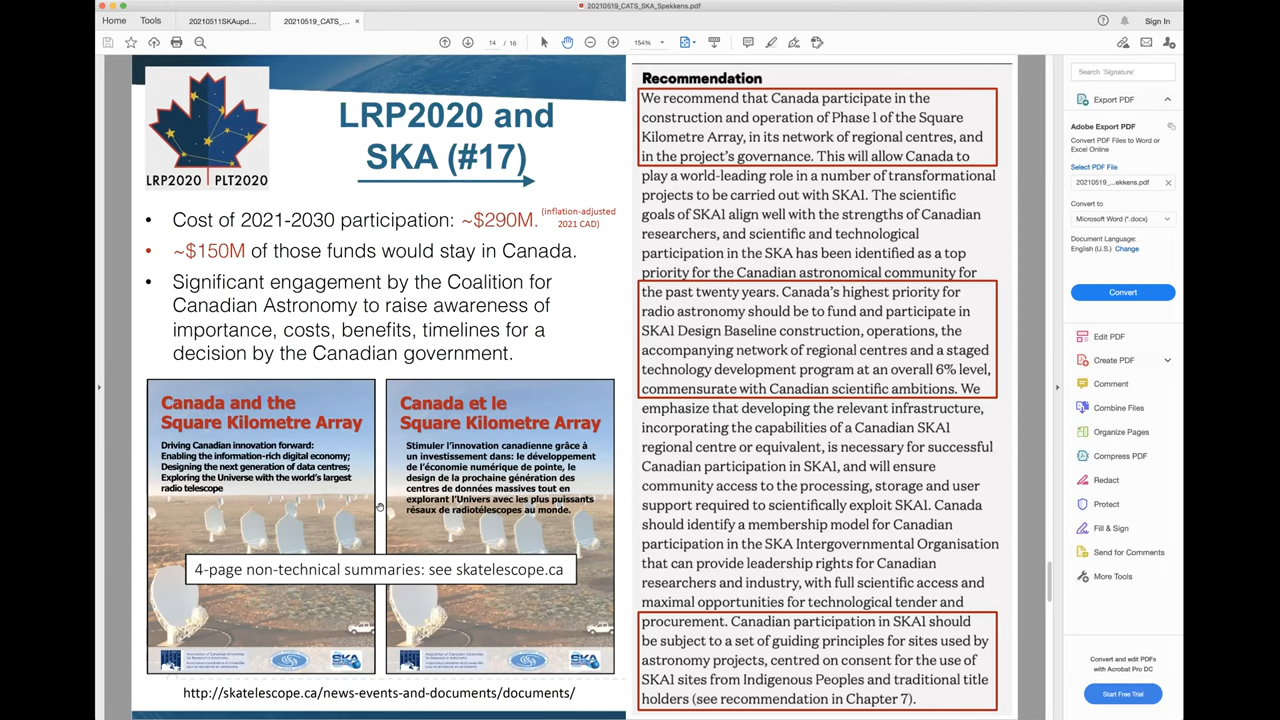 20210519_CATS_SKA_Spekkens.pdf
Home
Tools
20210511SKAupd...
20210519_CATS_... ×
Sign In
14 / 16
154%
LRP2020 PLT2020
LRP2020 and
SKA (#17)
• Cost of 2021-2030 participation: ~$290M. (inflation-adjusted
2021 CAD)
• ~$150M of those funds would stay in Canada.
• Significant engagement by the Coalition for
Canadian Astronomy to raise awareness of
importance, costs, benefits, timelines for a
decision by the Canadian government.
Canada and the
Square Kilometre Array
Driving Canadian innovation forward:
Enabling the information-rich digital economy;
Designing the next generation of data centres;
Exploring the Universe with the world's largest
radio telescope
Canada et le
Square Kilometre Array
Stimuler l'innovation canadienne grâce à
un investissement dans: le développement
de l'économie numérique de pointe, le
design de la prochaine génération des
centres de données massives tout en
explorant l'Univers avec les plus puissants
résaux de radiotélescopes au monde.
4-page non-technical summaries: see skatelescope.ca
SKA
SKA
http://skatelescope.ca/news-events-and-documents/documents/
Recommendation
We recommend that Canada participate in the
construction and operation of Phase 1 of the Square
Kilometre Array, in its network of regional centres, and
in the project's governance. This will allow Canada to
play a world-leading role in a number of transformational
projects to be carried out with SKA1. The scientific
goals of SKA1 align well with the strengths of Canadian
researchers, and scientific and technological
participation in the SKA has been identified as a top
priority for the Canadian astronomical community for
the past twenty years. Canada's highest priority for
radio astronomy should be to fund and participate in
SKA1 Design Baseline construction, operations, the
accompanying network of regional centres and a staged
technology development program at an overall 6% level,
commensurate with Canadian scientific ambitions. We
emphasize that developing the relevant infrastructure,
incorporating the capabilities of a Canadian SKA1
regional centre or equivalent, is necessary for successful
Canadian participation in SKA1, and will ensure
community access to the processing, storage and user
support required to scientifically exploit SKA1. Canada
should identify a membership model for Canadian
participation in the SKA Intergovernmental Organisation
that can provide leadership rights for Canadian
researchers and industry, with full scientific access and
maximal opportunities for technological tender and
procurement. Canadian participation in SKA1 should
be subject to a set of guiding principles for sites used by
astronomy projects, centred on consent for the use of
SKA1 sites from Indigenous Peoples and traditional title
holders (see recommendation in Chapter 7).
Search 'Signature'
Export PDF
Adobe Export PDF
Convert PDF Files to Word or
Excel Online
Select PDF File
20210519_...ekkens.pdf ×
Convert to
Microsoft Word (*.docx)
Document Language:
English (U.S.) Change
Convert
Edit PDF
Create PDF
Comment
Combine Files
Organize Pages
Compress PDF
Redact
Protect
Fill & Sign
Send for Comments
More Tools
Convert and edit PDFs
with Acrobat Pro DC
Start Free Trial